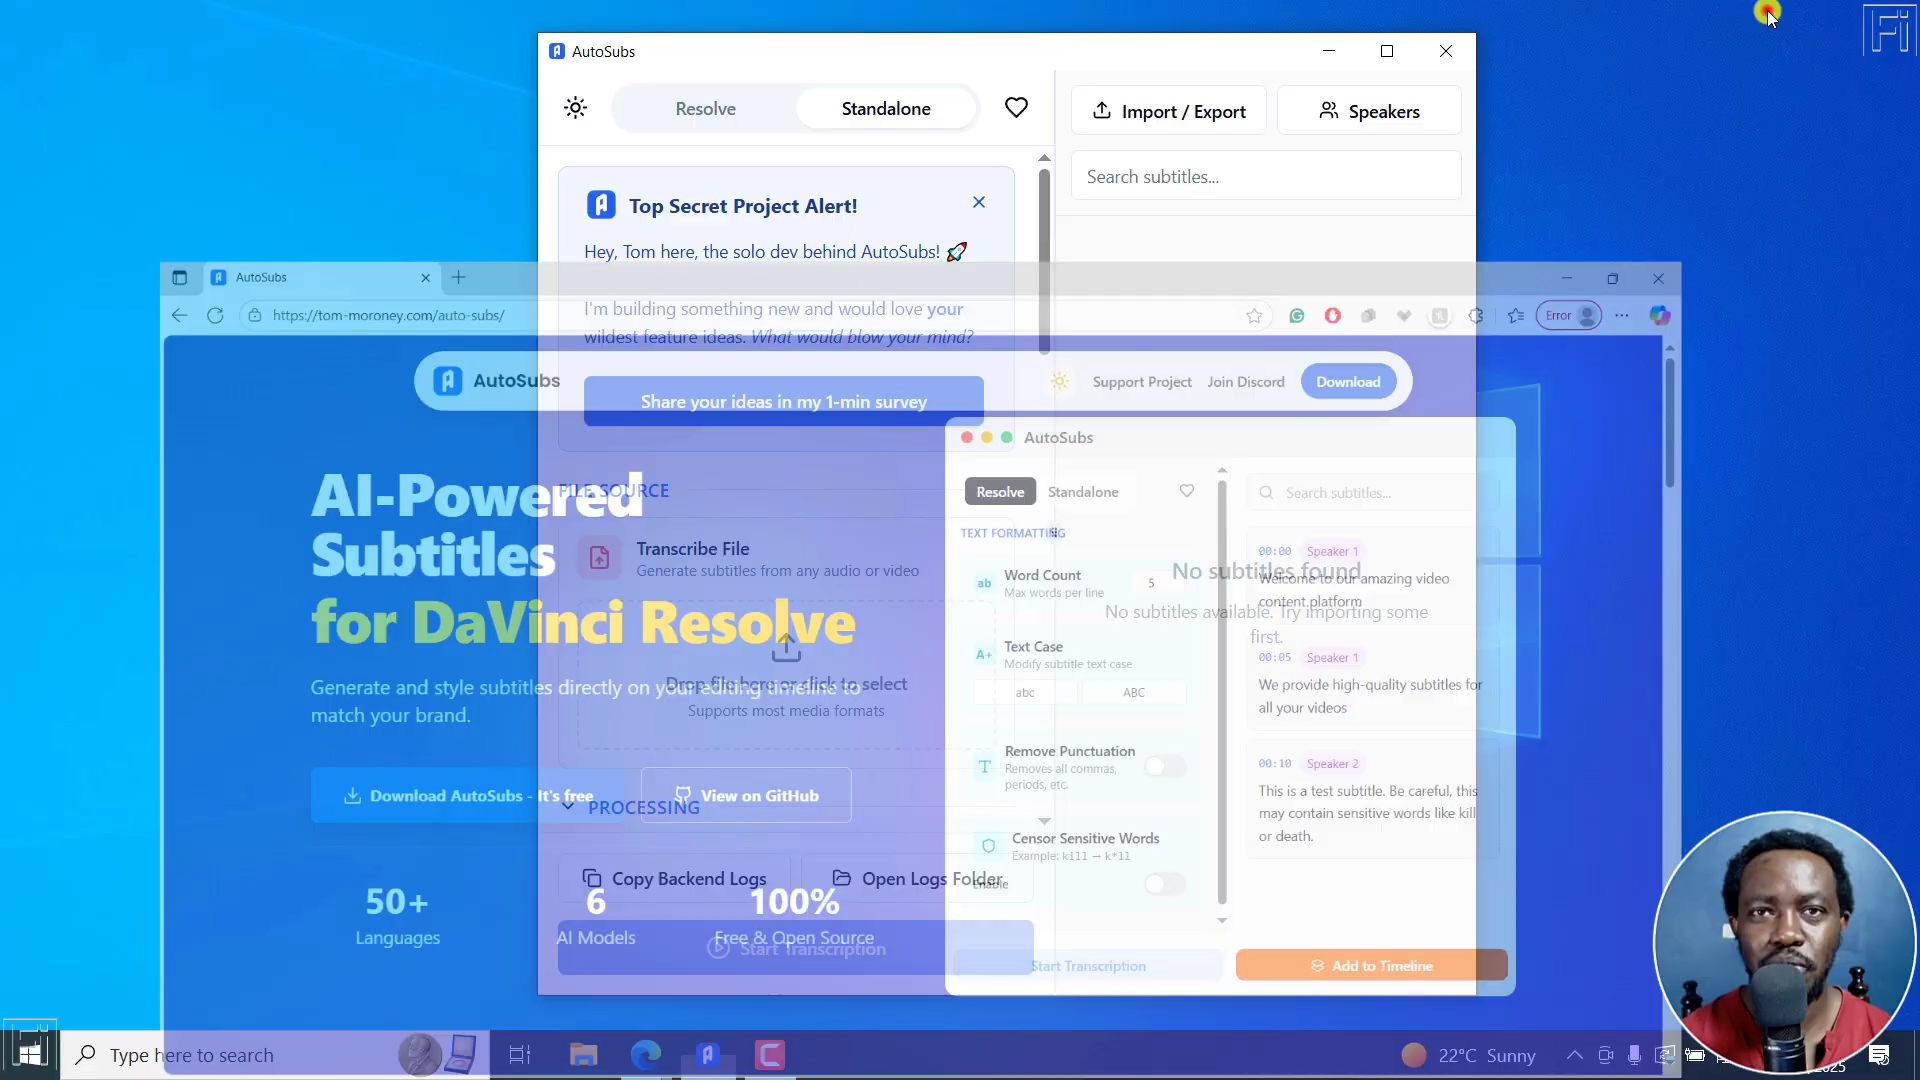 Fi
AutoSubs
Resolve
Standalone
Import / Export
Speakers
Search subtitles...
Top Secret Project Alert!
Hey, Tom here, the solo dev behind AutoSubs! 🚀
I'm building something new and would love your
wildest feature ideas. What would blow your mind?
Share your ideas in my 1-min survey
FILE SOURCE
Transcribe File
Generate subtitles from any audio or video
Drop file here or click to select
Supports most media formats
PROCESSING
Copy Backend Logs
Open Logs Folder
Start Transcription
No subtitles found
No subtitles available. Try importing some
first.
AutoSubs
https://tom-moroney.com/auto-subs/
Error
AutoSubs
Support Project
Join Discord
Download
AI-Powered
Subtitles
for DaVinci Resolve
Generate and style subtitles directly on your editing timeline to
match your brand.
Download AutoSubs - It's free
View on GitHub
50+
Languages
6
AI Models
100%
Free & Open Source
AutoSubs
Resolve
Standalone
Search subtitles...
TEXT FORMATTING
ab
Word Count
Max words per line
5
A+
Text Case
Modify subtitle text case
abc
ABC
T
Remove Punctuation
Removes all commas,
periods, etc.
Censor Sensitive Words
Example: kill → k*ll
Enable
00:00
Speaker 1
Welcome to our amazing video
content platform
00:05
Speaker 1
We provide high-quality subtitles for
all your videos
00:10
Speaker 2
This is a test subtitle. Be careful, this
may contain sensitive words like kill
or death.
Start Transcription
Add to Timeline
Type here to search
22°C Sunny